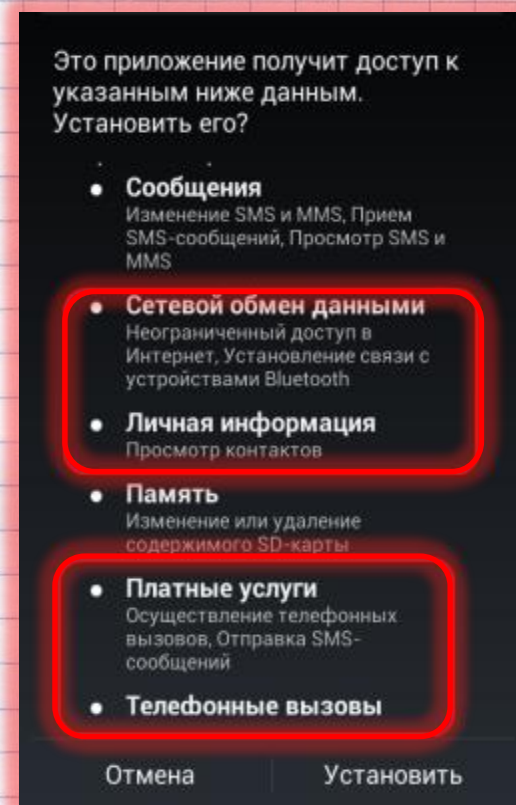 Это приложение получит доступ к
указанным ниже данным.
Установить его?
Сообщения
Изменение SMS и MMS, Прием
SMS-сообщений, Просмотр SMS и
MMS
Сетевой обмен данными
Неограниченный доступ в
Интернет, Установление связи с
устройствами Bluetooth
Личная информация
Просмотр контактов
Память
Изменение или удаление
содержимого SD-карты
Платные услуги
Осуществление телефонных
вызовов, Отправка SMS-
сообщений
Телефонные вызовы
Отмена
Установить